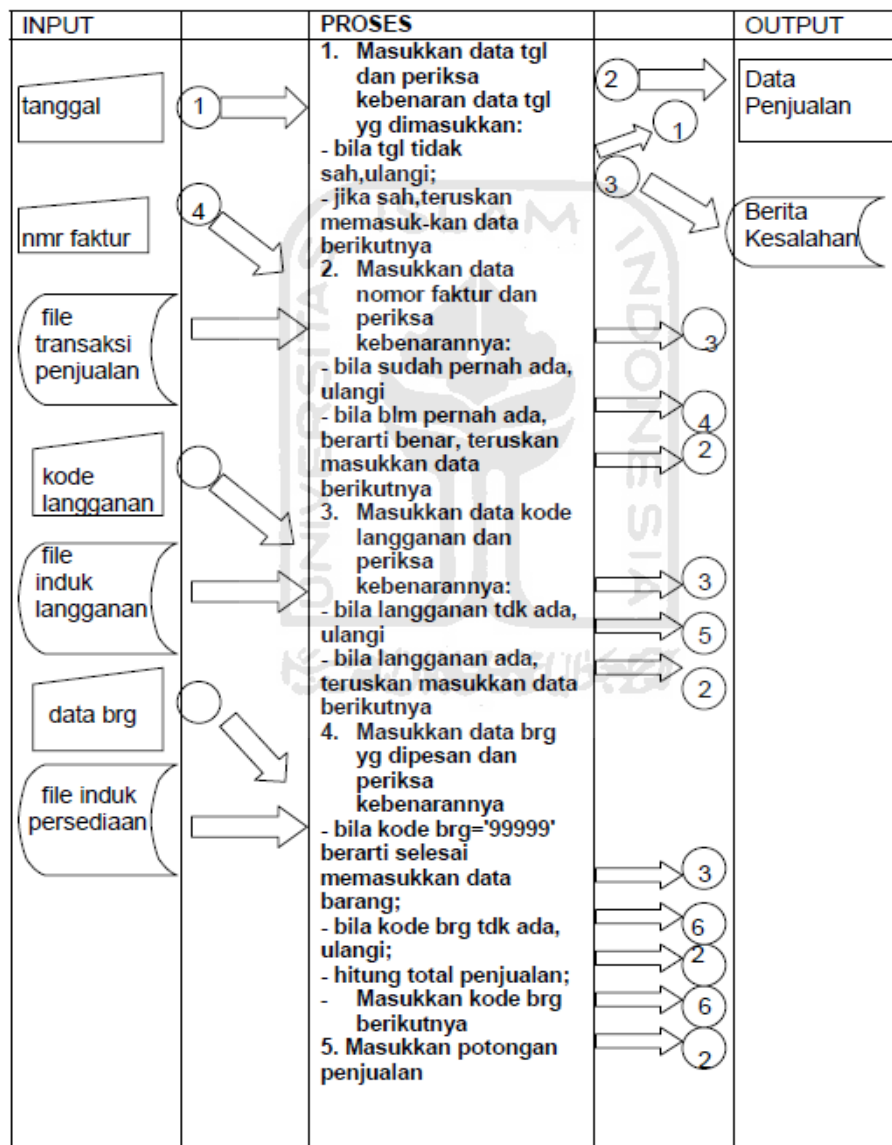 INPUT
PROSES
OUTPUT
tanggal
nmr faktur
file
transaksi
penjualan
kode
langganan
file
induk
langganan
data brg
file induk
persediaan
1
4
1. Masukkan data tgl
dan periksa
kebenaran data tgl
yg dimasukkan:
- bila tgl tidak
sah,ulangi;
- jika sah,teruskan
memasuk-kan data
berikutnya
2. Masukkan data
nomor faktur dan
periksa
kebenarannya:
- bila sudah pernah ada,
ulangi
- bila blm pernah ada,
berarti benar, teruskan
masukkan data
berikutnya
3. Masukkan data kode
langganan dan
periksa
kebenarannya:
- bila langganan tdk ada,
ulangi
- bila langganan ada,
teruskan masukkan data
berikutnya
4. Masukkan data brg
yg dipesan dan
periksa
kebenarannya
- bila kode brg='99999'
berarti selesai
memasukkan data
barang;
- bila kode brg tdk ada,
ulangi;
- hitung total penjualan;
- Masukkan kode brg
berikutnya
5. Masukkan potongan
penjualan
2
1
3
3
4
2
3
5
2
3
6
2
6
2
Data
Penjualan
Berita
Kesalahan
UNIVERSITAS
ISLAM
INDONESIA